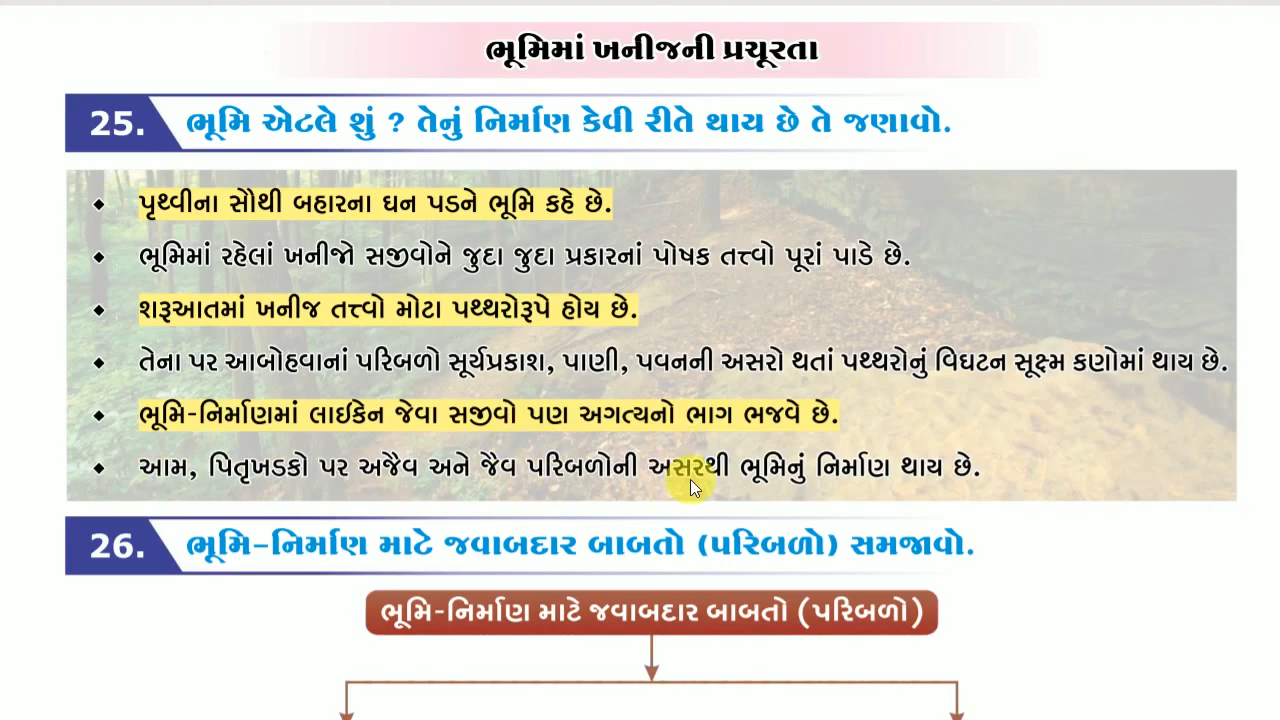 ભૂમિમાં ખનીજની પ્રચૂરતા
25. ભૂમિ એટલે શું ? તેનું નિર્માણ કેવી રીતે થાય છે તે જણાવો.
◆ પૃથ્વીના સૌથી બહારના ઘન પડને ભૂમિ કહે છે.
◆ ભૂમિમાં રહેલાં ખનીજો સજીવોને જુદા જુદા પ્રકારનાં પોષક તત્ત્વો પૂરાં પાડે છે.
◆ શરૂઆતમાં ખનીજ તત્ત્વો મોટા પથ્થરોરૂપે હોય છે.
◆ તેના પર આબોહવાનાં પરિબળો સૂર્યપ્રકાશ, પાણી, પવનની અસરો થતાં પથ્થરોનું વિઘટન સૂક્ષ્મ કણોમાં થાય છે.
◆ ભૂમિ-નિર્માણમાં લાઈકેન જેવા સજીવો પણ અગત્યનો ભાગ ભજવે છે.
◆ આમ, પિતૃખડકો પર અજૈવ અને જૈવ પરિબળોની અસરથી ભૂમિનું નિર્માણ થાય છે.
26. ભૂમિ-નિર્માણ માટે જવાબદાર બાબતો (પરિબળો) સમજાવો.
ભૂમિ-નિર્માણ માટે જવાબદાર બાબતો (પરિબળો)